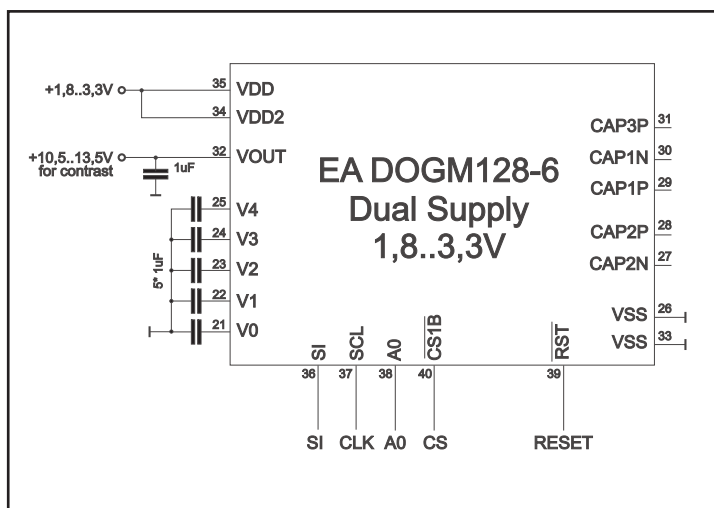 +1,8..3,3V
35 VDD
34 VDD2
+10,5..13,5V
for contrast
1uF
32 VOUT
25 V4
24 V3
23 V2
22 V1
21 V0
5* 1uF
EA DOGM128-6
Dual Supply
1,8..3,3V
CAP3P 31
CAP1N 30
CAP1P 29
CAP2P 28
CAP2N 27
VSS 26
VSS 33
SI SCL A0 CS1B RST
36 37 38 40 39
SI CLK A0 CS RESET